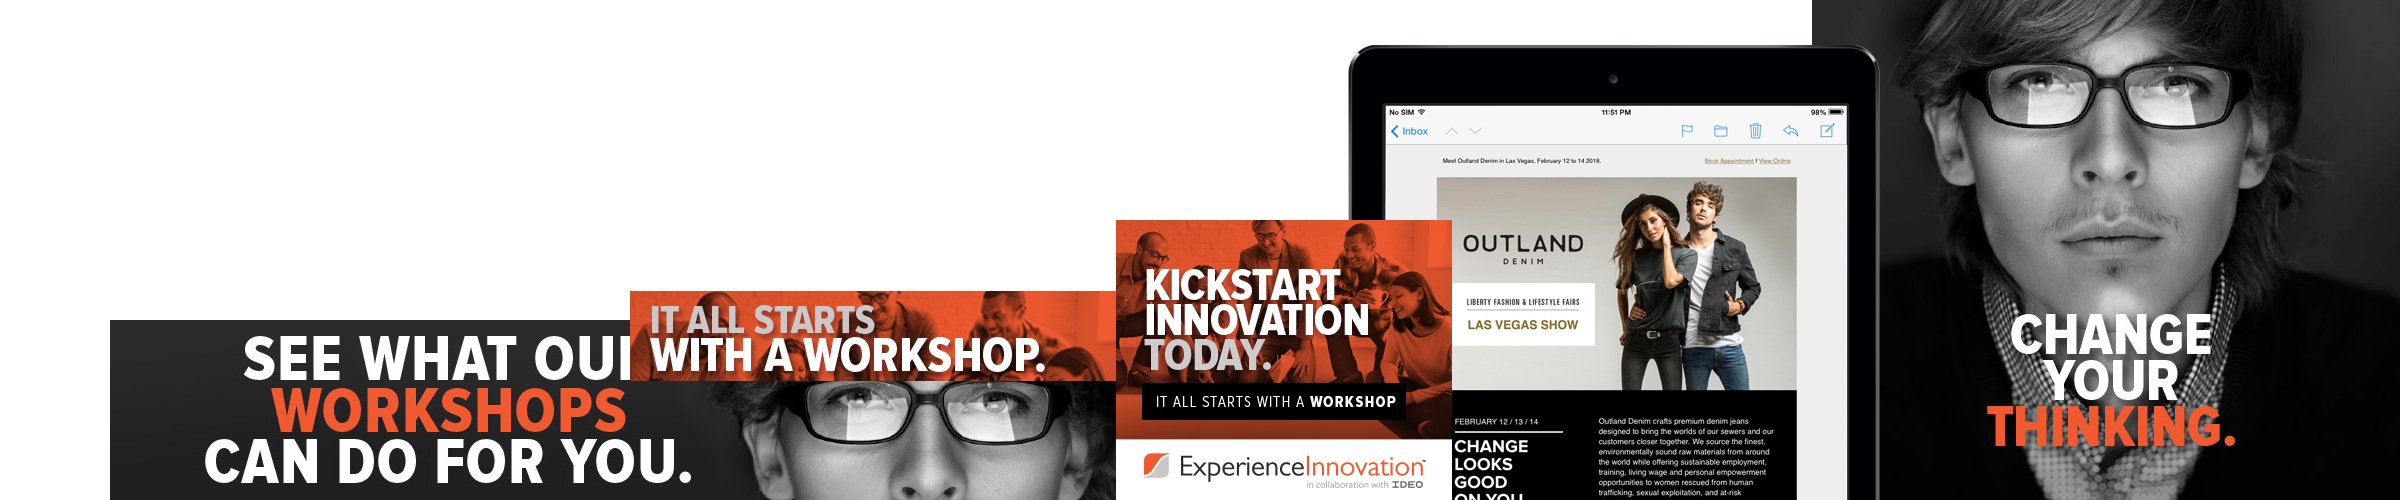 SEE WHAT OU
WORKSHOPS
CAN DO FOR YOU.
IT ALL STARTS
WITH A WORKSHOP.
KICKSTART
INNOVATION
TODAY.
IT ALL STARTS WITH A WORKSHOP
ExperienceInnovation™
in collaboration with IDEO
No SIM
11:51 PM
98%
Inbox
Meet Outland Denim in Las Vegas, February 12 to 14 2018.
Book Appointment | View Online
OUTLAND
DENIM
LIBERTY FASHION & LIFESTYLE FAIRS
LAS VEGAS SHOW
FEBRUARY 12 / 13 / 14
CHANGE
LOOKS
GOOD
ON YOU
Outland Denim crafts premium denim jeans
designed to bring the worlds of our sewers and our
customers closer together. We source the finest,
environmentally sound raw materials from around
the world while offering sustainable employment,
training, living wage and personal empowerment
opportunities to women rescued from human
trafficking, sexual exploitation, and at-risk
CHANGE
YOUR
THINKING.